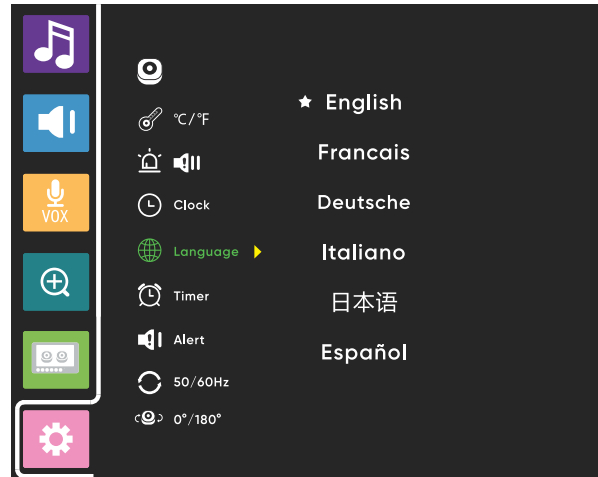 VOX
℃/℉
Clock
Language
Timer
Alert
50/60Hz
0°/180°
English
Francais
Deutsche
Italiano
日本语
Español